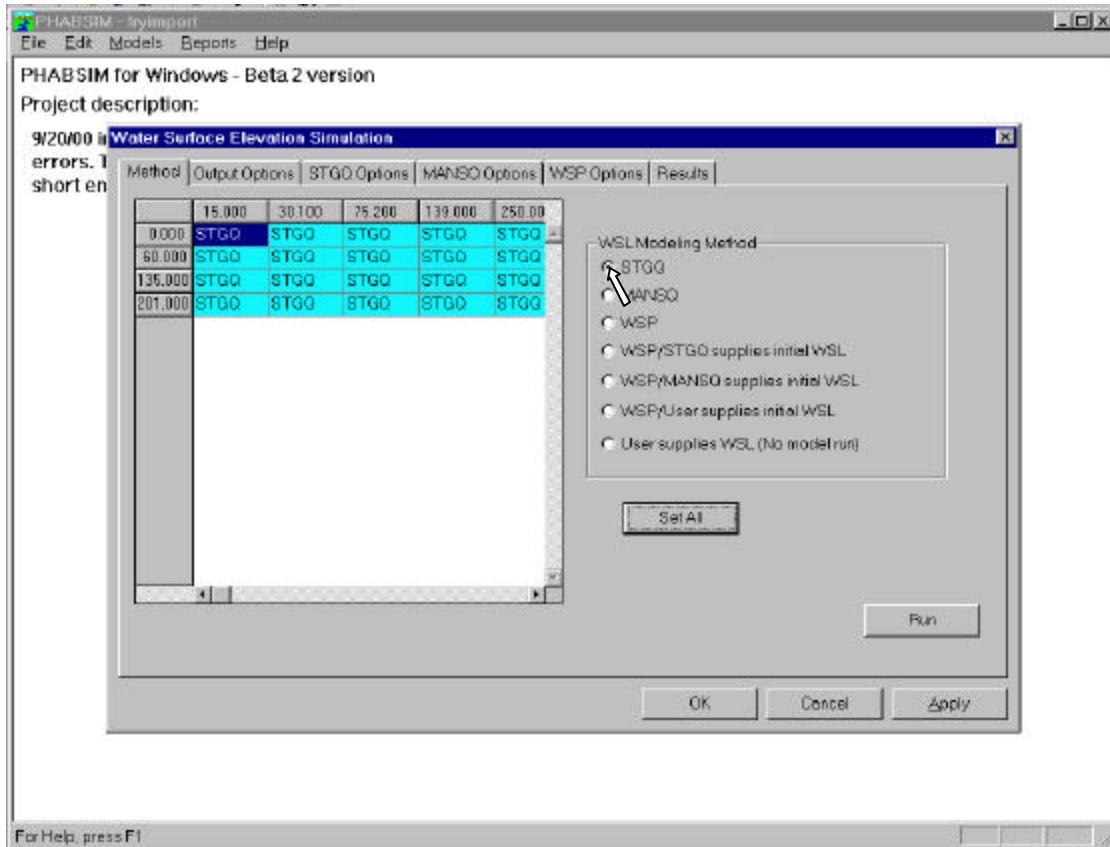 PHABSIM - tryimport
File Edit Models Reports Help
PHABSIM for Windows - Beta 2 version
Project description:
9/20/00 i
errors. T
short en
Water Surface Elevation Simulation
Method Output Options STGQ Options MANSQ Options WSP Options Results
15.000 30.100 75.200 139.000 250.00
0.000 STGQ STGQ STGQ STGQ STGQ
60.000 STGQ STGQ STGQ STGQ STGQ
135.000 STGQ STGQ STGQ STGQ STGQ
201.000 STGQ STGQ STGQ STGQ STGQ
WSL Modeling Method
STGQ
MANSQ
WSP
WSP/STGQ supplies initial WSL
WSP/MANSQ supplies initial WSL
WSP/User supplies initial WSL
User supplies WSL (No model run)
Set All
Run
OK Cancel Apply
For Help, press F1